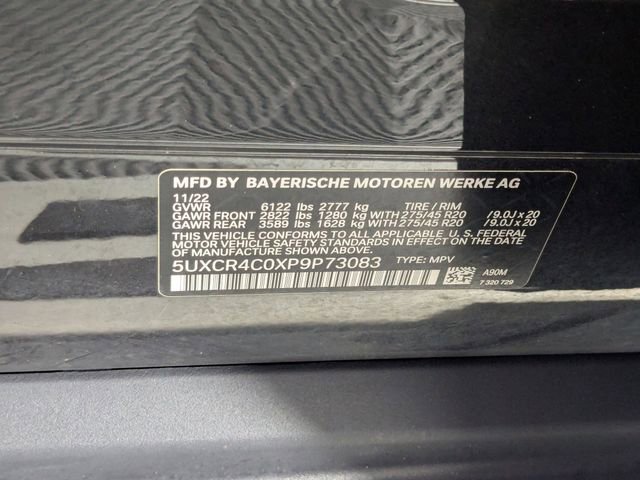 MFD BY BAYERISCHE MOTOREN WERKE AG
11/22
GVWR 6122 lbs 2777 kg TIRE / RIM
GAWR FRONT 2822 lbs 1280 kg WITH 275/45 R20 /9.0J x 20
GAWR REAR 3589 lbs 1628 kg WITH 275/45 R20 /9.0J x 20
THIS VEHICLE CONFORMS TO ALL APPLICABLE U.S. FEDERAL
MOTOR VEHICLE SAFETY STANDARDS IN EFFECT ON THE DATE
OF MANUFACTURE SHOWN ABOVE.
5UXCR4C0XP9P73083 TYPE: MPV
A90M
7 320 729